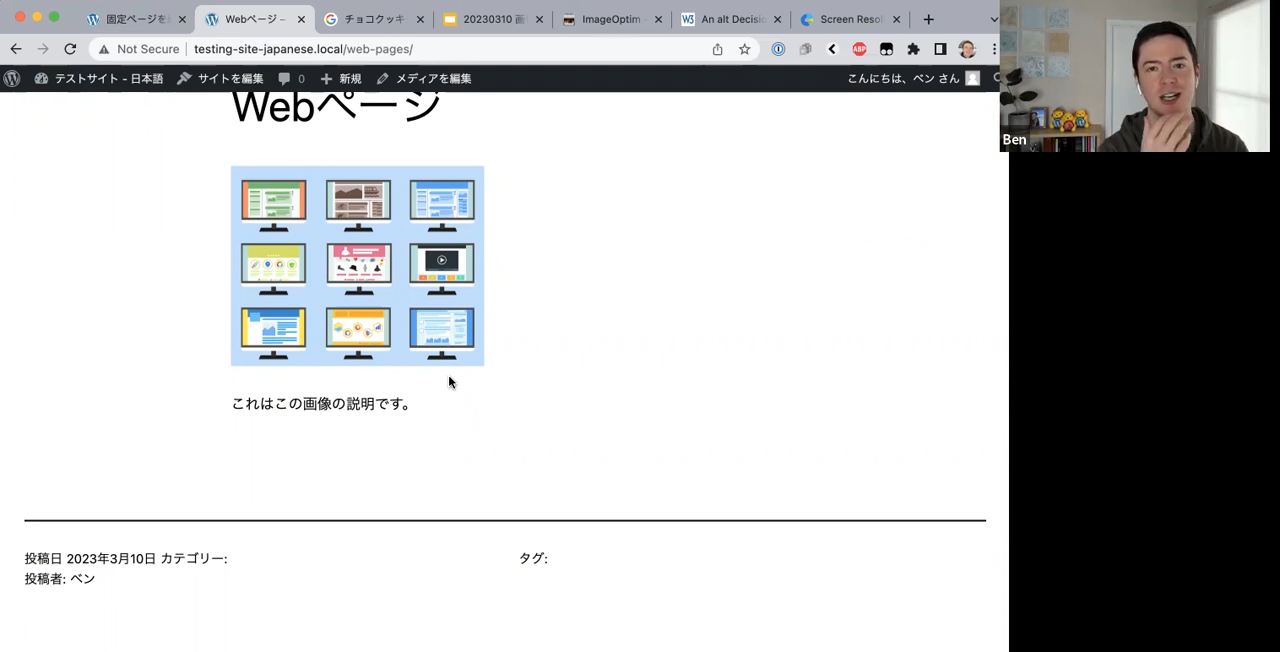 固定ページを
Webページ –
チョコクッキ
20230310 画
ImageOptim –
An alt Decisio
Screen Resol
Not Secure
testing-site-japanese.local/web-pages/
テストサイト - 日本語
サイトを編集
0
新規
メディアを編集
こんにちは、ベン さん
Ben
Webページ
これはこの画像の説明です。
投稿日 2023年3月10日 カテゴリー:
タグ:
投稿者: ベン